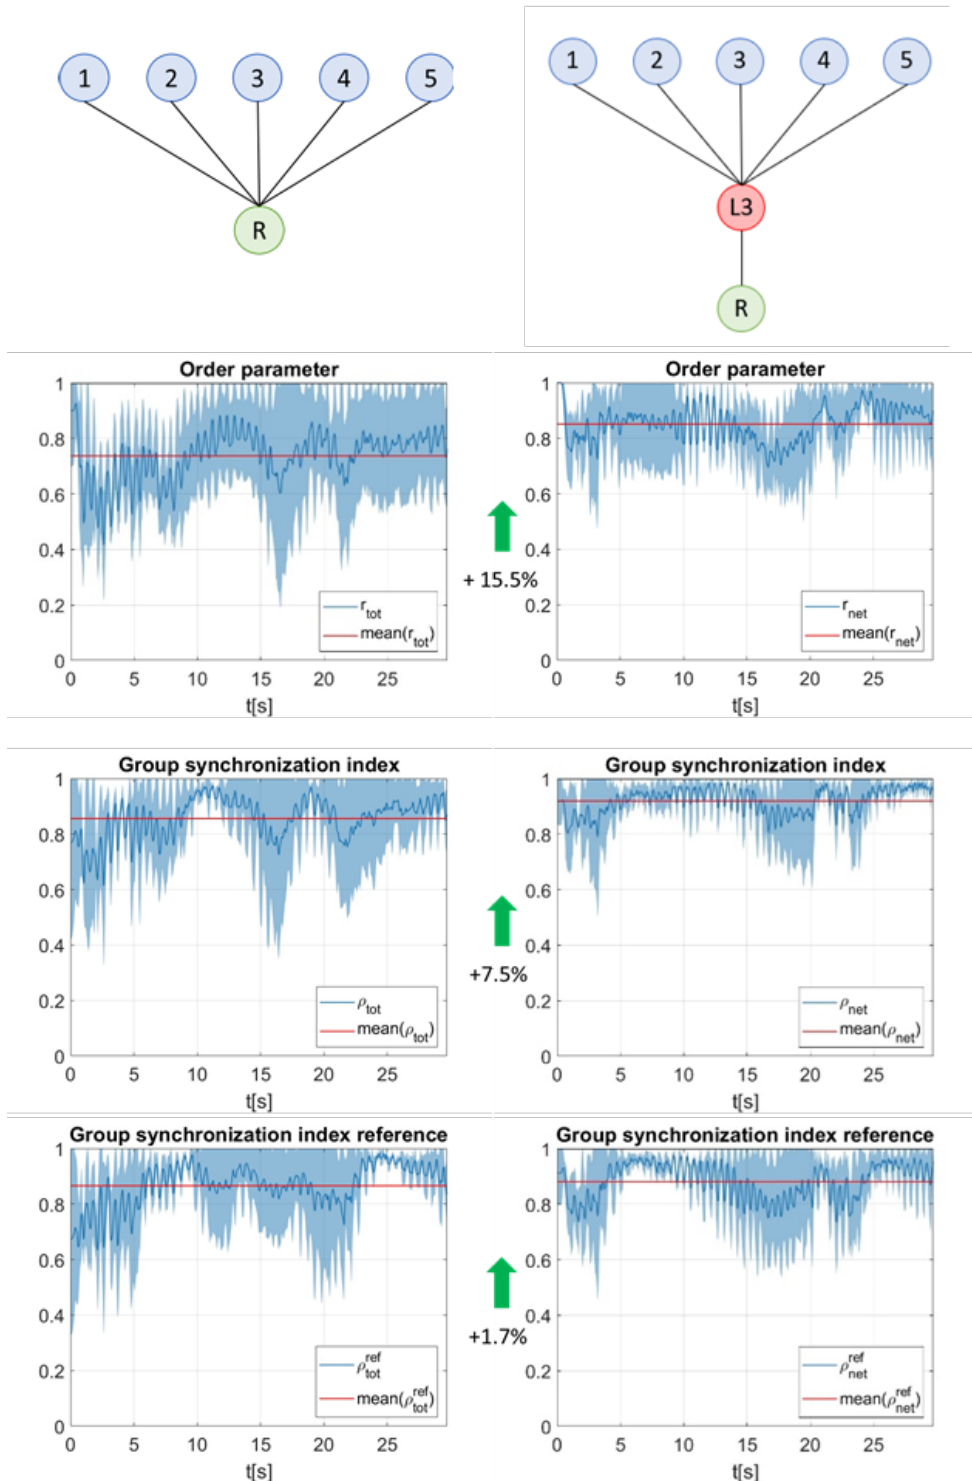 1 2 3 4 5
R
1 2 3 4 5
L3
R
Order parameter
1
0.8
0.6
0.4
0.2
0
0 5 10 15 20 25
t[s]
r_tot
mean(r_tot)
+ 15.5%
Order parameter
1
0.8
0.6
0.4
0.2
0
0 5 10 15 20 25
t[s]
r_net
mean(r_net)
Group synchronization index
1
0.8
0.6
0.4
0.2
0
0 5 10 15 20 25
t[s]
ρ_tot
mean(ρ_tot)
+7.5%
Group synchronization index
1
0.8
0.6
0.4
0.2
0
0 5 10 15 20 25
t[s]
ρ_net
mean(ρ_net)
Group synchronization index reference
1
0.8
0.6
0.4
0.2
0
0 5 10 15 20 25
t[s]
ρ_tot^ref
mean(ρ_tot^ref)
+1.7%
Group synchronization index reference
1
0.8
0.6
0.4
0.2
0
0 5 10 15 20 25
t[s]
ρ_net^ref
mean(ρ_net^ref)